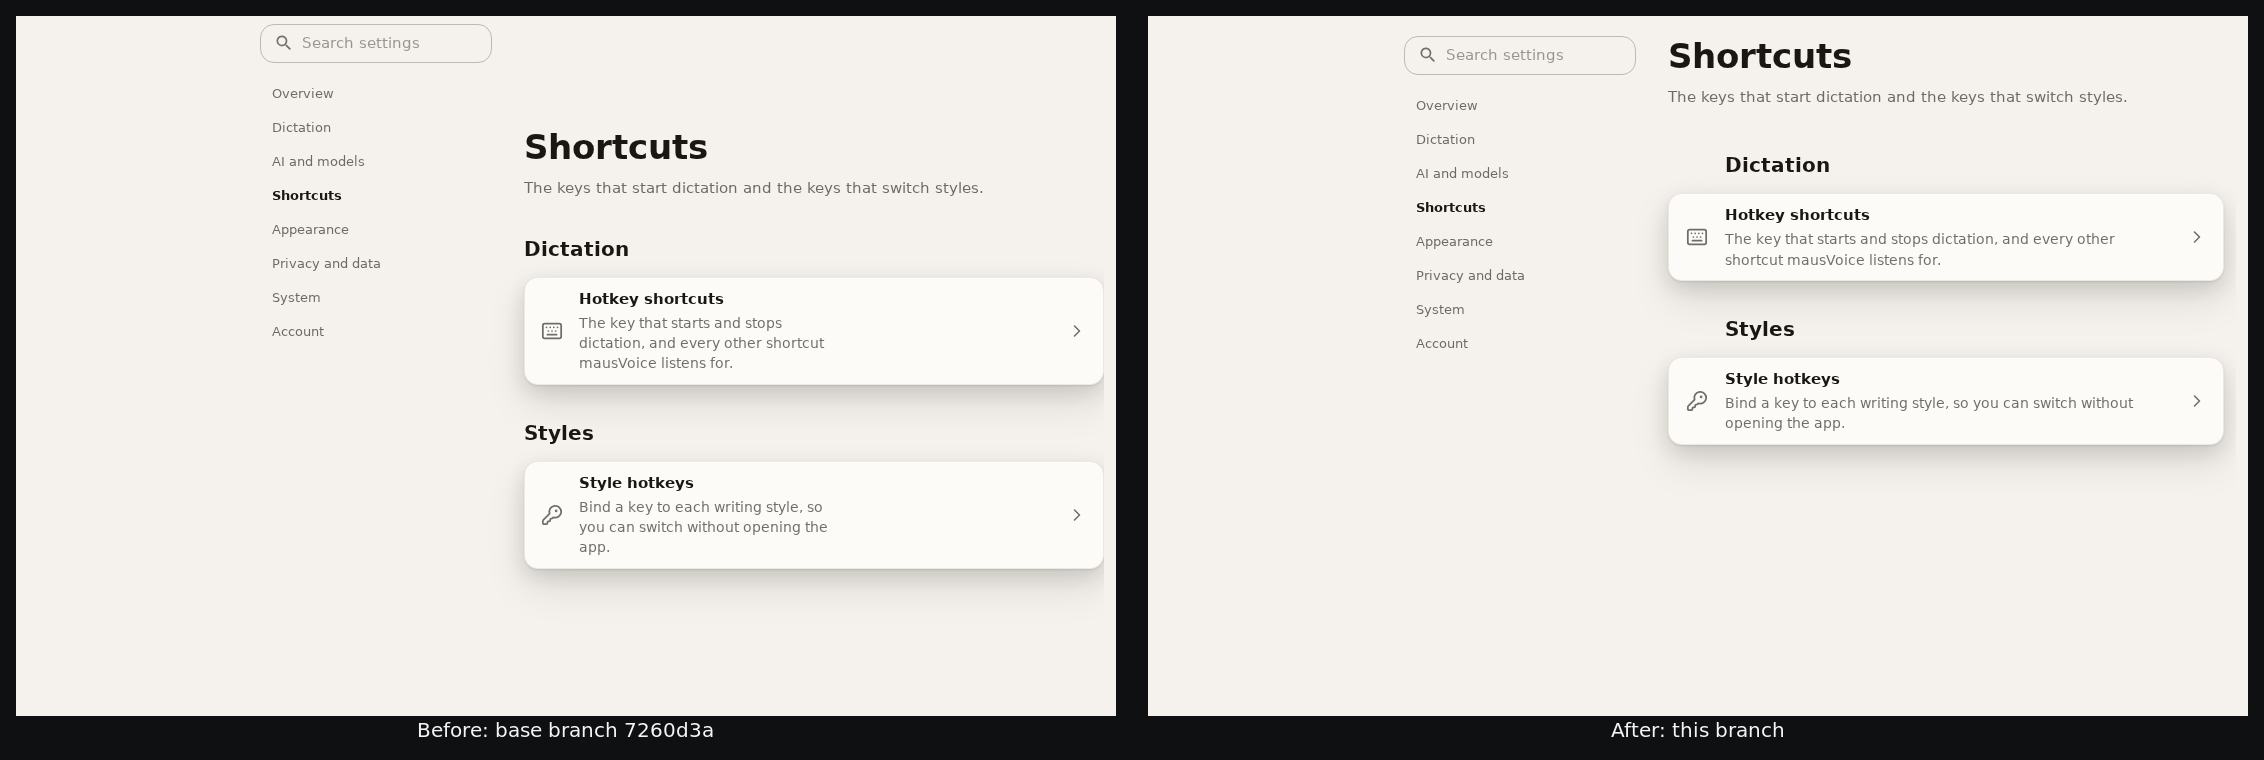 Search settings
Overview
Dictation
AI and models
Shortcuts
Appearance
Privacy and data
System
Account
Shortcuts
The keys that start dictation and the keys that switch styles.
Dictation
Hotkey shortcuts
The key that starts and stops
dictation, and every other shortcut
mausVoice listens for.
Styles
Style hotkeys
Bind a key to each writing style, so
you can switch without opening the
app.
Before: base branch 7260d3a
Search settings
Overview
Dictation
AI and models
Shortcuts
Appearance
Privacy and data
System
Account
Shortcuts
The keys that start dictation and the keys that switch styles.
Dictation
Hotkey shortcuts
The key that starts and stops dictation, and every other
shortcut mausVoice listens for.
Styles
Style hotkeys
Bind a key to each writing style, so you can switch without
opening the app.
After: this branch